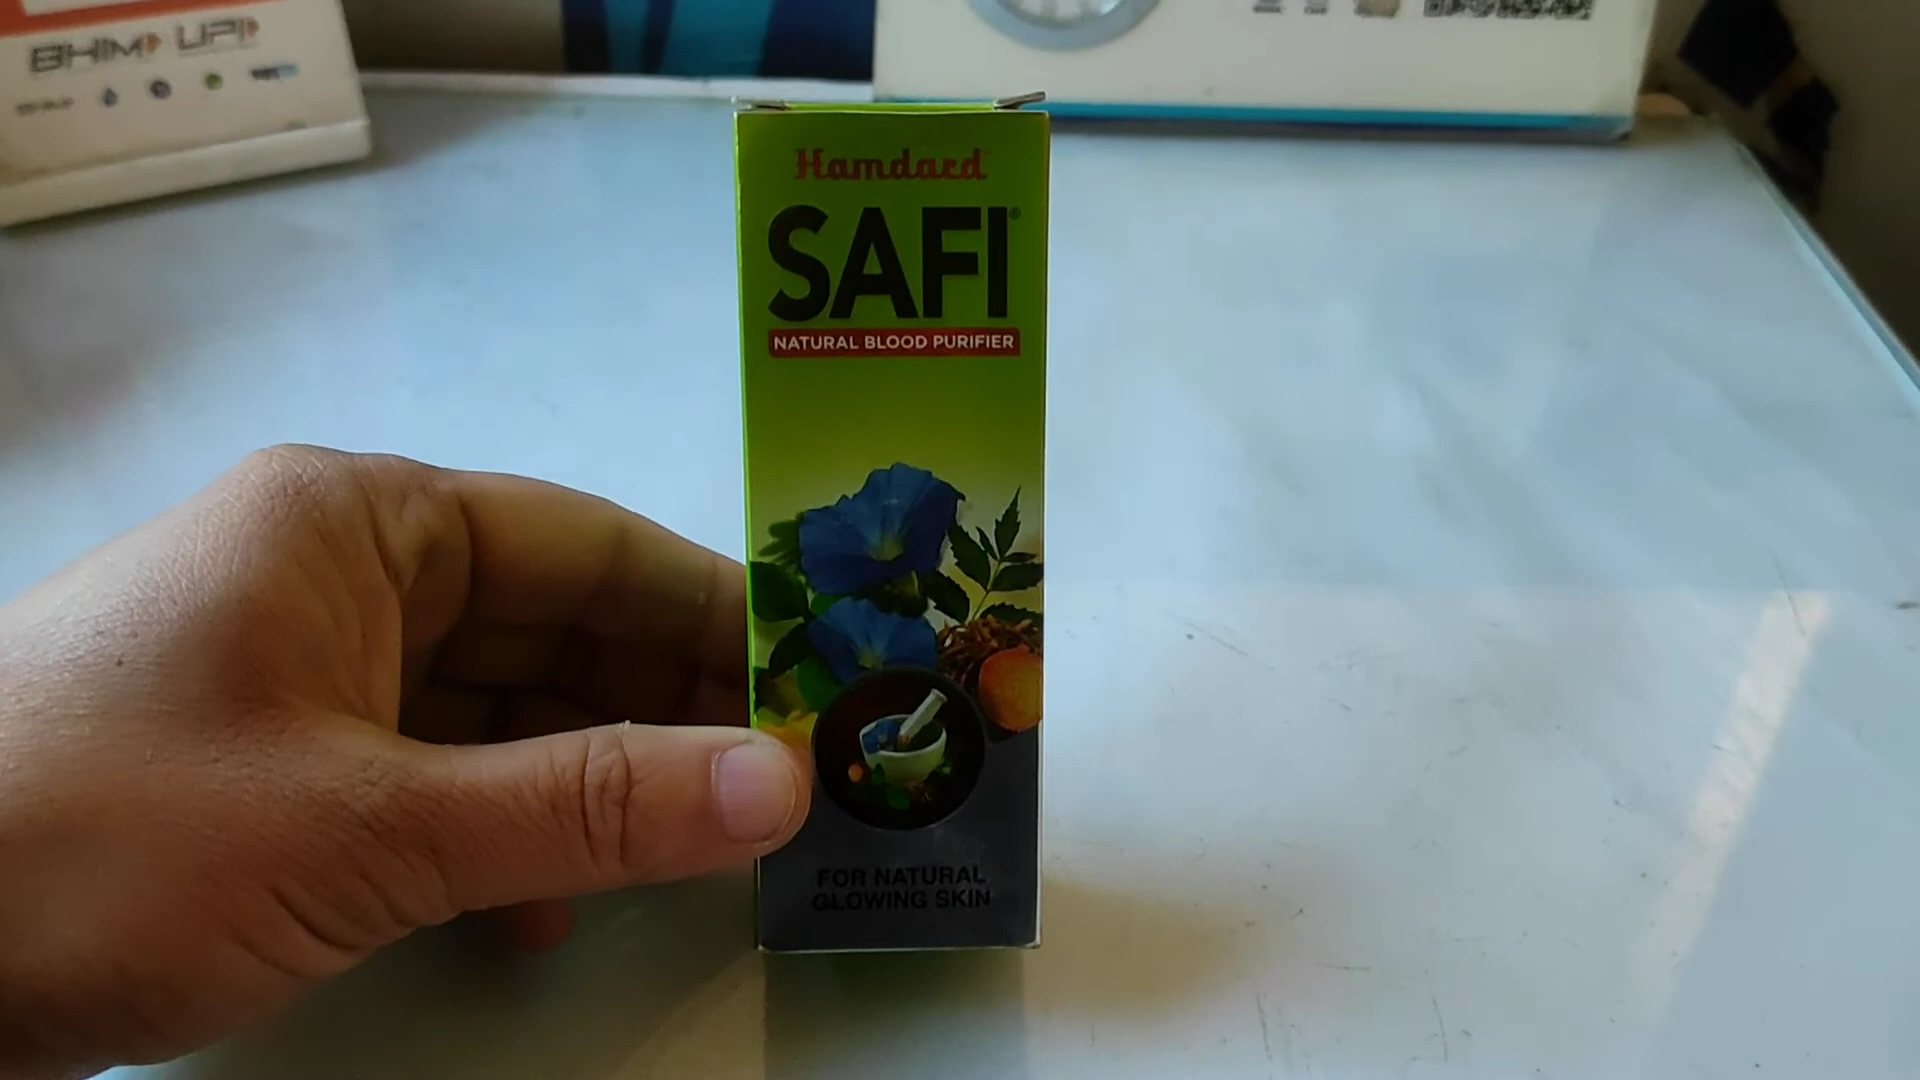 BHIM UPI
Hamdard
SAFI®
NATURAL BLOOD PURIFIER
FOR NATURAL
GLOWING SKIN